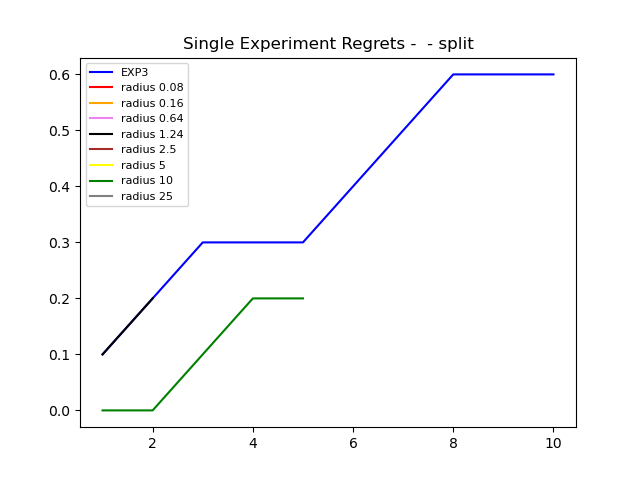 Single Experiment Regrets -  - split
EXP3
radius 0.08
radius 0.16
radius 0.64
radius 1.24
radius 2.5
radius 5
radius 10
radius 25
0.6
0.5
0.4
0.3
0.2
0.1
0.0
2 4 6 8 10